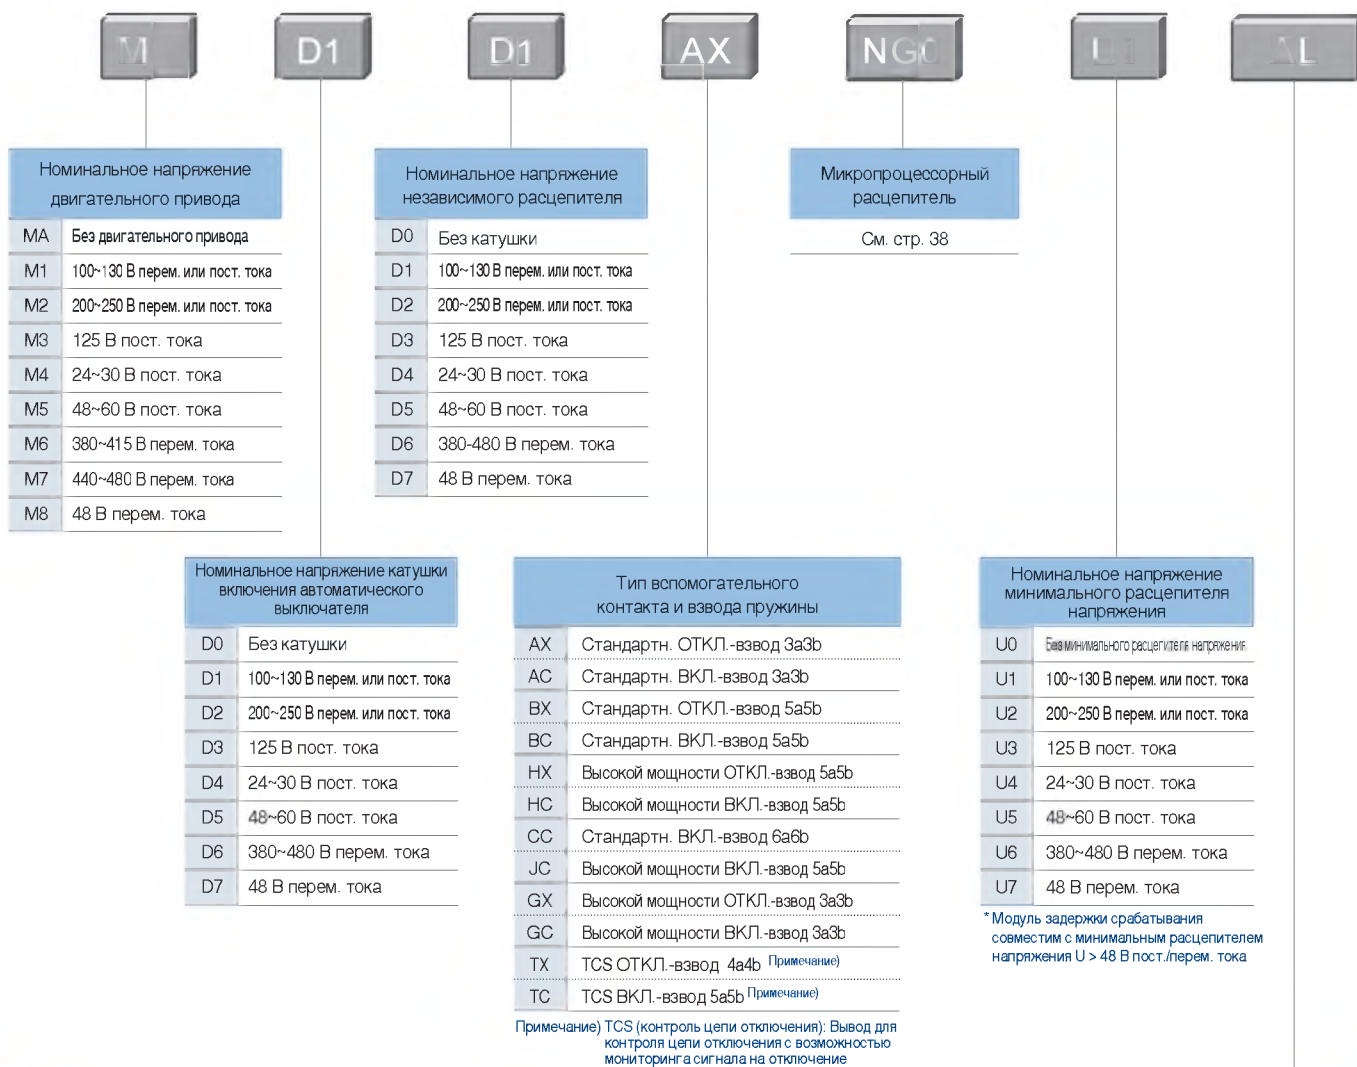 M D1 D1 AX NG0 U1 AL
Номинальное напряжение
двигательного привода
MA Без двигательного привода
M1 100~130 В перем. или пост. тока
M2 200~250 В перем. или пост. тока
M3 125 В пост. тока
M4 24~30 В пост. тока
M5 48~60 В пост. тока
M6 380~415 В перем. тока
M7 440~480 В перем. тока
M8 48 В перем. тока
Номинальное напряжение
независимого расцепителя
D0 Без катушки
D1 100~130 В перем. или пост. тока
D2 200~250 В перем. или пост. тока
D3 125 В пост. тока
D4 24~30 В пост. тока
D5 48~60 В пост. тока
D6 380-480 В перем. тока
D7 48 В перем. тока
Микропроцессорный
расцепитель
См. стр. 38
Номинальное напряжение катушки
включения автоматического
выключателя
D0 Без катушки
D1 100~130 В перем. или пост. тока
D2 200~250 В перем. или пост. тока
D3 125 В пост. тока
D4 24~30 В пост. тока
D5 48~60 В пост. тока
D6 380~480 В перем. тока
D7 48 В перем. тока
Тип вспомогательного
контакта и взвода пружины
AX Стандартн. ОТКЛ.-взвод 3a3b
AC Стандартн. ВКЛ.-взвод 3a3b
BX Стандартн. ОТКЛ.-взвод 5a5b
BC Стандартн. ВКЛ.-взвод 5a5b
HX Высокой мощности ОТКЛ.-взвод 5a5b
HC Высокой мощности ВКЛ.-взвод 5a5b
CC Стандартн. ВКЛ.-взвод 6a6b
JC Высокой мощности ВКЛ.-взвод 5a5b
GX Высокой мощности ОТКЛ.-взвод 3a3b
GC Высокой мощности ВКЛ.-взвод 3a3b
TX TCS ОТКЛ.-взвод 4a4b Примечание)
TC TCS ВКЛ.-взвод 5a5b Примечание)
Примечание) TCS (контроль цепи отключения): Вывод для
контроля цепи отключения с возможностью
мониторинга сигнала на отключение
Номинальное напряжение
минимального расцепителя
напряжения
U0 Без минимального расцепителя напряжения
U1 100~130 В перем. или пост. тока
U2 200~250 В перем. или пост. тока
U3 125 В пост. тока
U4 24~30 В пост. тока
U5 48~60 В пост. тока
U6 380~480 В перем. тока
U7 48 В перем. тока
* Модуль задержки срабатывания
совместим с минимальным расцепителем
напряжения U > 48 В пост./перем. тока